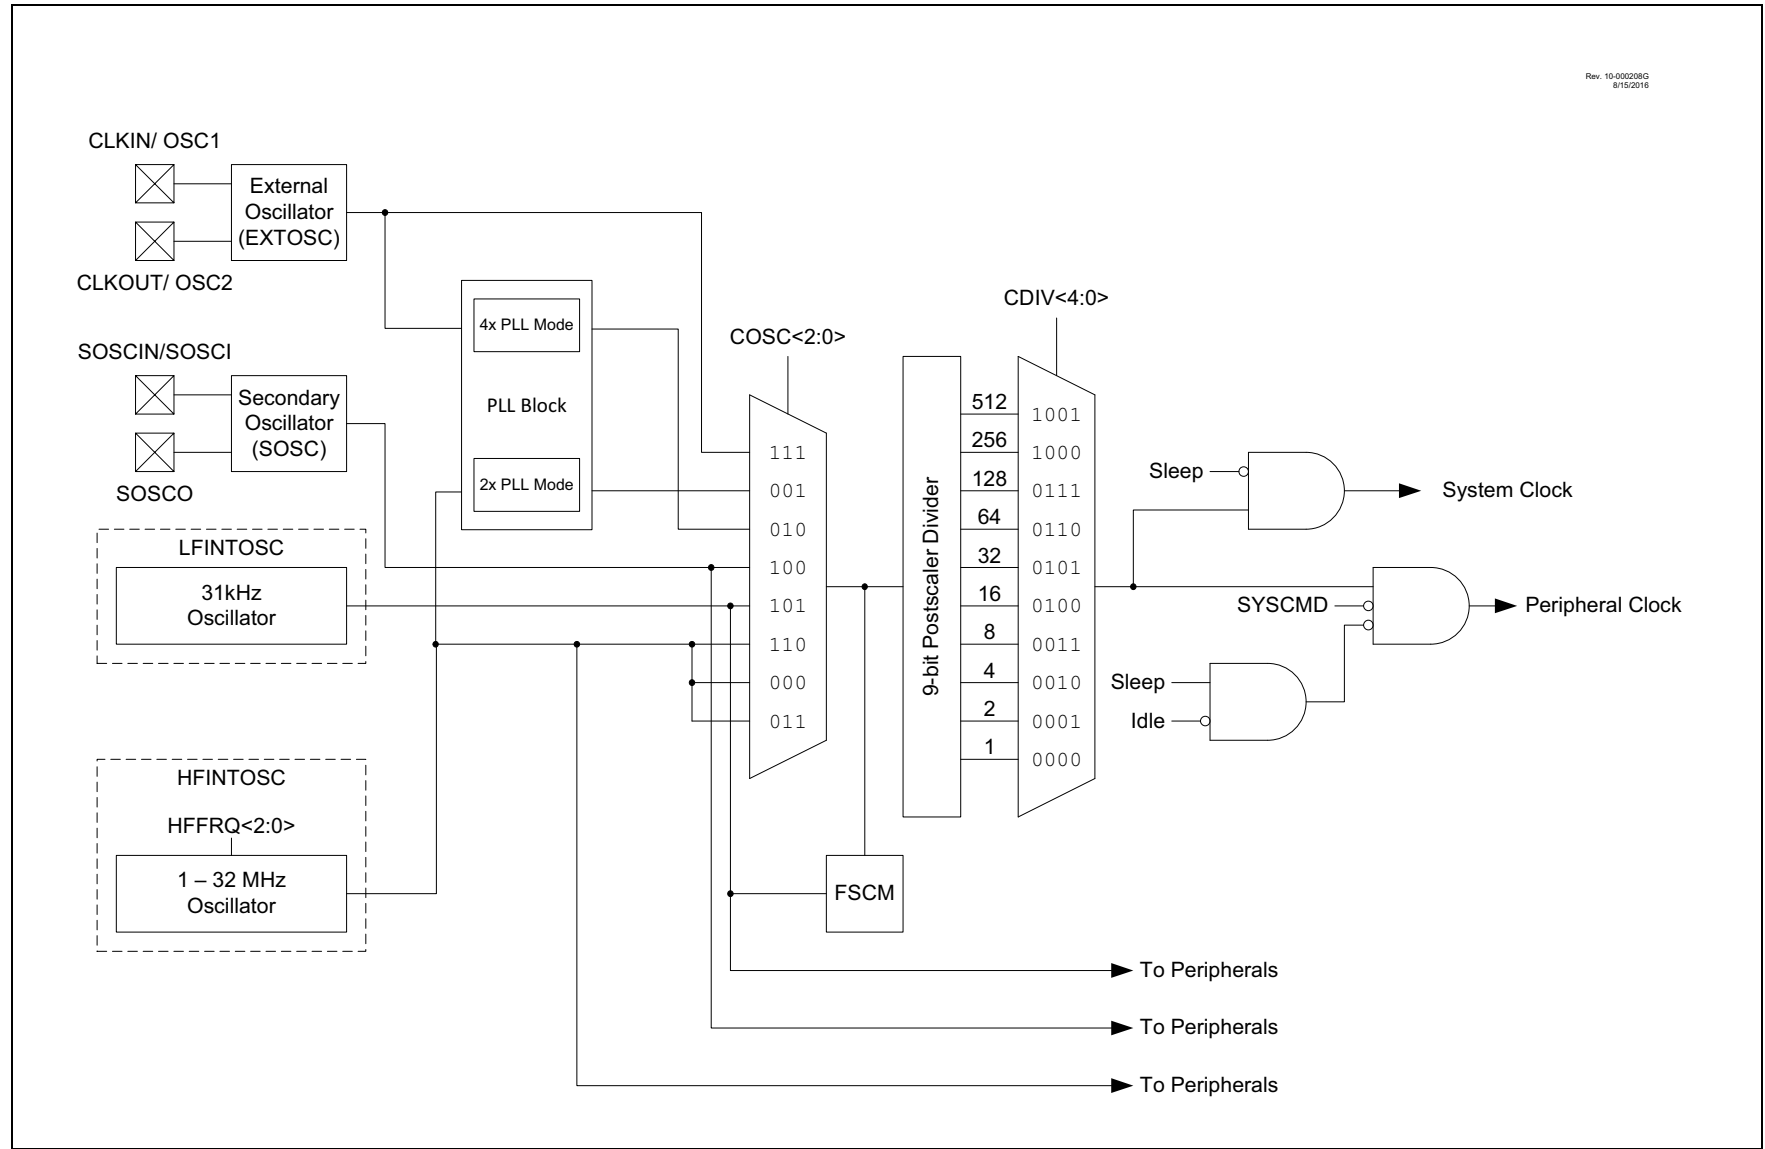 Rev. 10-000208G
8/15/2016
CLKIN/ OSC1
External
Oscillator
(EXTOSC)
CLKOUT/ OSC2
SOSCIN/SOSCI
Secondary
Oscillator
(SOSC)
SOSCO
LFINTOSC
31kHz
Oscillator
HFINTOSC
HFFRQ<2:0>
1 – 32 MHz
Oscillator
4x PLL Mode
PLL Block
2x PLL Mode
COSC<2:0>
111
001
010
100
101
110
000
011
FSCM
9-bit Postscaler Divider
512
256
128
64
32
16
8
4
2
1
CDIV<4:0>
1001
1000
0111
0110
0101
0100
0011
0010
0001
0000
Sleep
System Clock
SYSCMD
Peripheral Clock
Sleep
Idle
To Peripherals
To Peripherals
To Peripherals